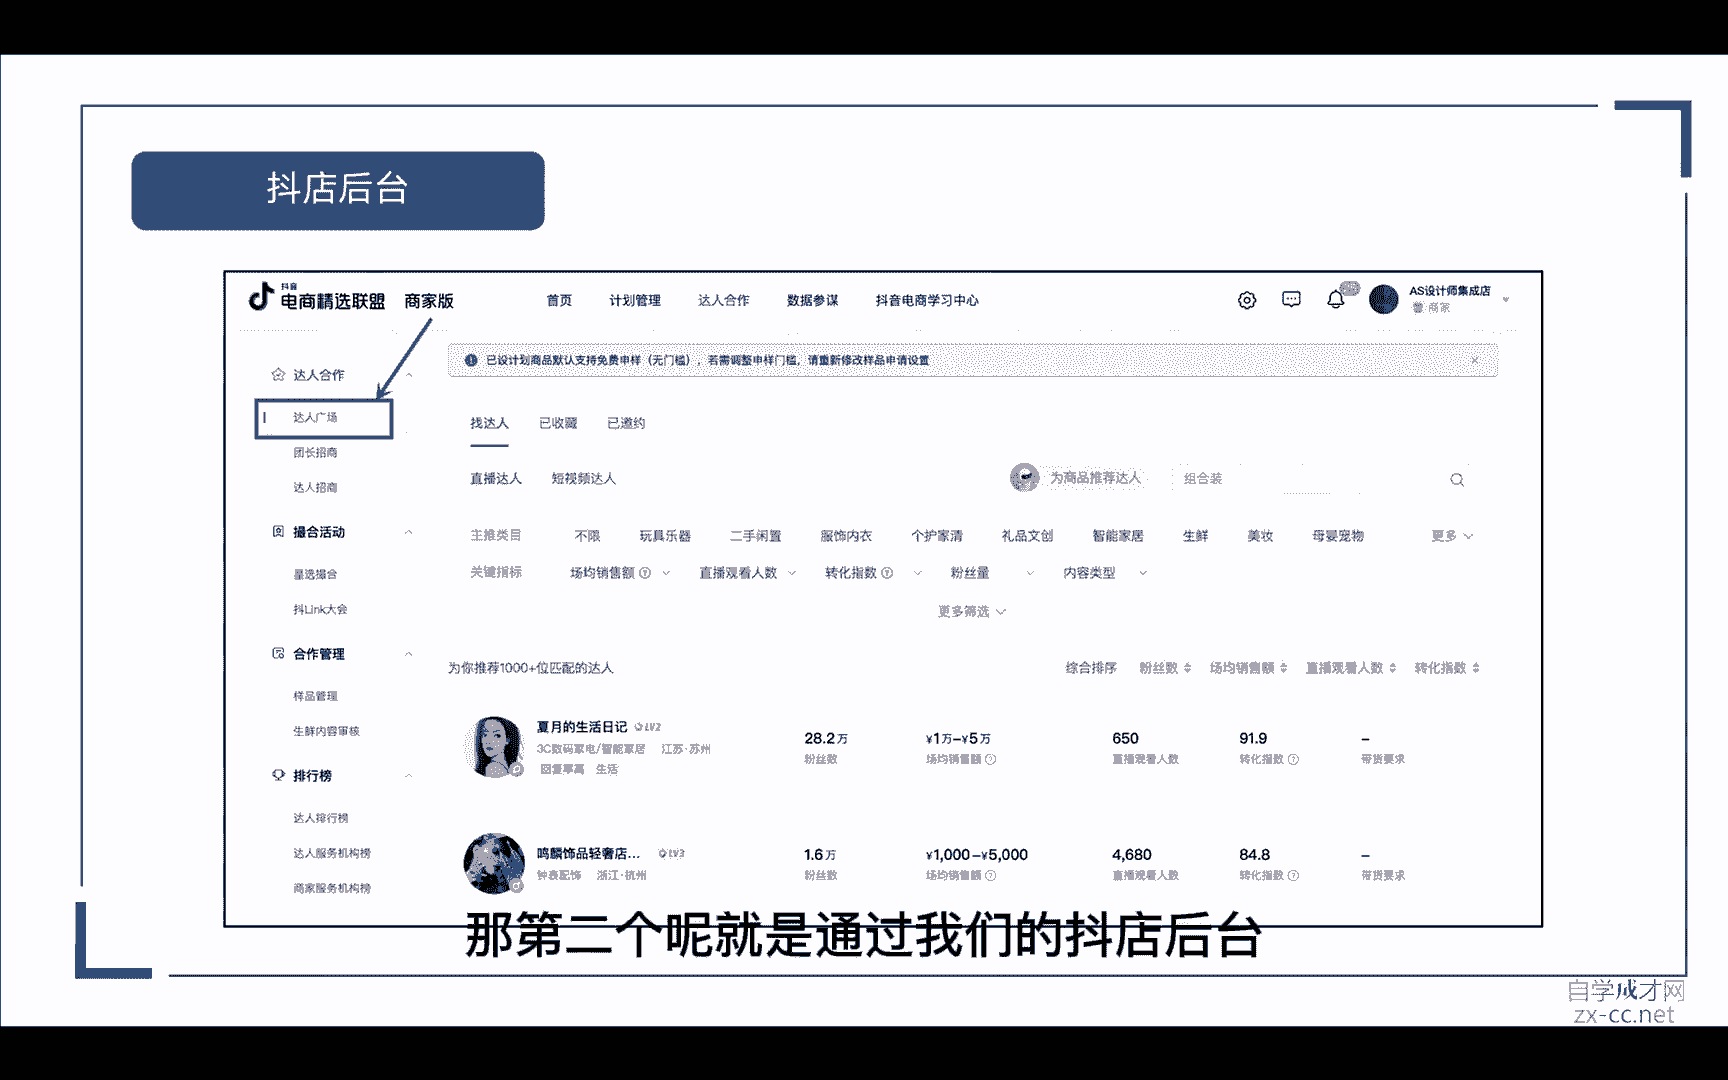 抖店后台
抖音
电商精选联盟 商家版 首页 计划管理 达人合作 数据参谋 抖音电商学习中心 AS设计师集成店
商家
已设计划商品默认支持免费申样（无门槛），若需调整申样门槛，请重新修改样品申请设置
达人合作
达人广场
团长招商
达人招商
撮合活动
星选撮合
抖Link大会
合作管理
样品管理
生鲜内容审核
排行榜
达人排行榜
达人服务机构榜
商家服务机构榜
找达人 已收藏 已邀约
直播达人 短视频达人 为商品推荐达人 组合装
主推类目 不限 玩具乐器 二手闲置 服饰内衣 个护家清 礼品文创 智能家居 生鲜 美妆 母婴宠物 更多
关键指标 场均销售额 直播观看人数 转化指数 粉丝量 内容类型
更多筛选
为你推荐1000+位匹配的达人 综合排序 粉丝数 场均销售额 直播观看人数 转化指数
夏月的生活日记 LV2
3C数码家电/智能家居 江苏·苏州
回复率高 生活
28.2万 ¥1万-¥5万 650 91.9 –
粉丝数 场均销售额 直播观看人数 转化指数 带货要求
鸣麟饰品轻奢店... LV3
钟表配饰 浙江·杭州
1.6万 ¥1,000-¥5,000 4,680 84.8 –
粉丝数 场均销售额 直播观看人数 转化指数 带货要求
那第二个呢就是通过我们的抖店后台
自学成才网
zx-cc.net